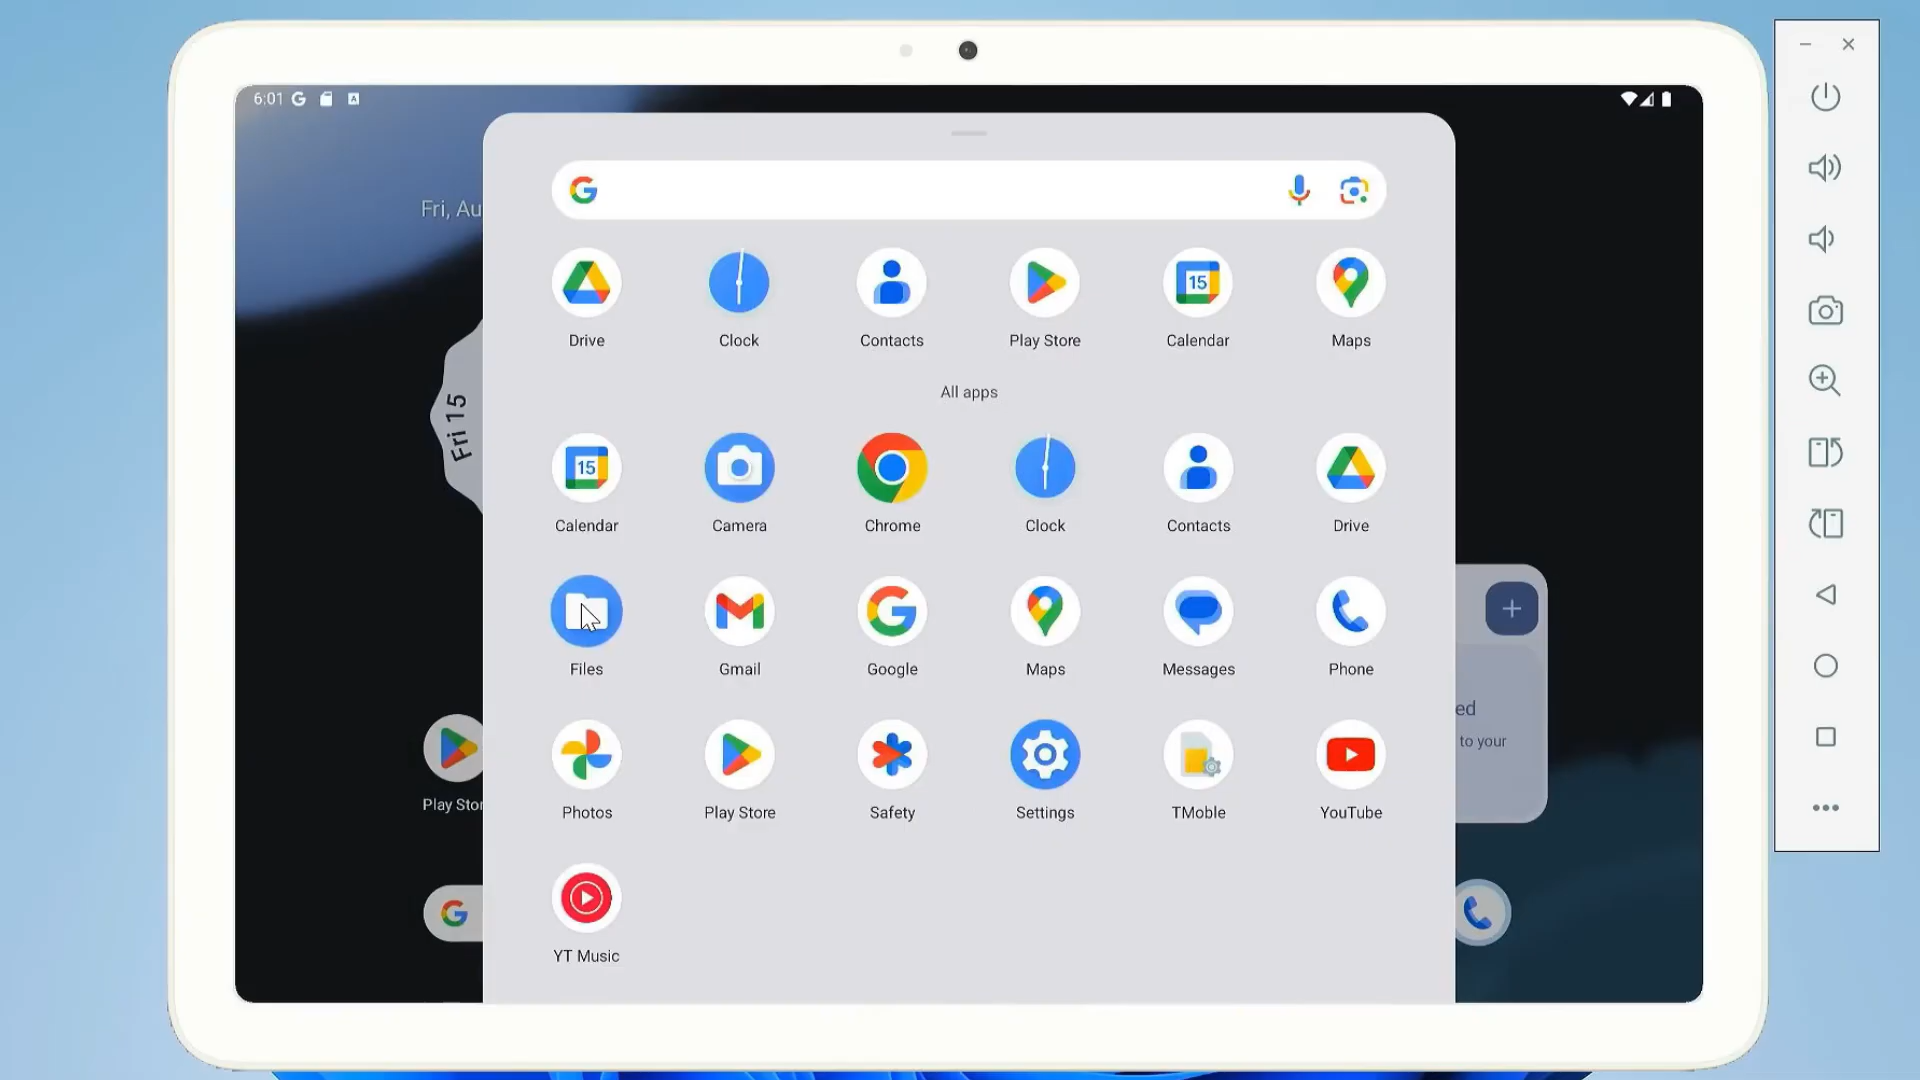 6:01
Fri, Au
Fri 15
Drive
Clock
Contacts
Play Store
15
Calendar
Maps
All apps
15
Calendar
Camera
Chrome
Clock
Contacts
Drive
Files
Gmail
Google
Maps
Messages
Phone
ed
to your
Photos
Play Store
Safety
Settings
TMoble
YouTube
Play Stor
YT Music